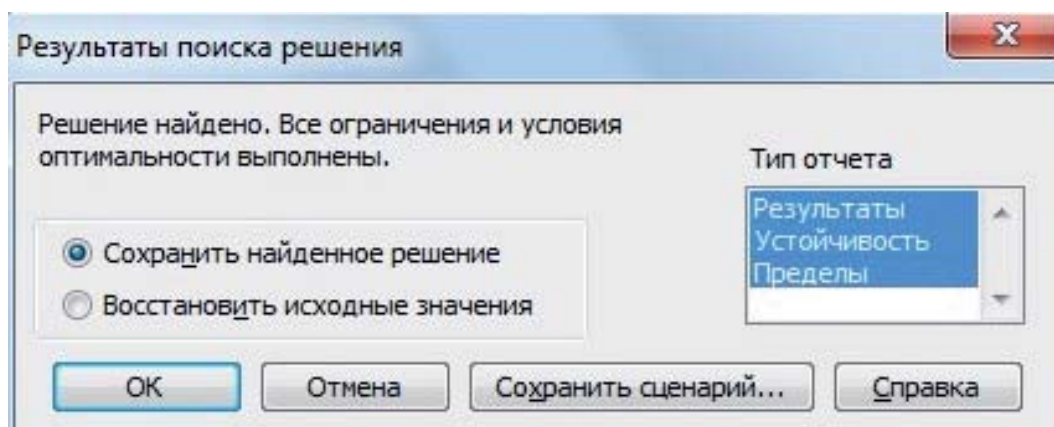 Результаты поиска решения
Решение найдено. Все ограничения и условия
оптимальности выполнены.
Тип отчета
Результаты
Устойчивость
Пределы
Сохранить найденное решение
Восстановить исходные значения
ОК
Отмена
Сохранить сценарий...
Справка